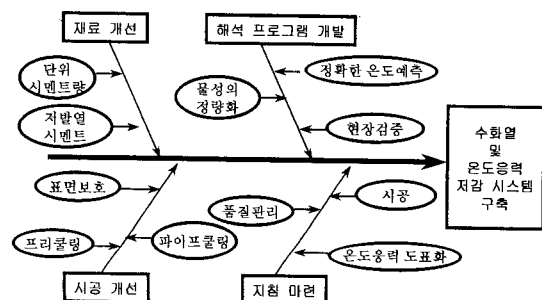 재료 개선
해석 프로그램 개발
단위
시멘트량
정확한 온도예측
물성의
정량화
저발열
시멘트
현장검증
수화열
및
온도응력
저감 시스템
구축
표면보호
시공
품질관리
프리쿨링
파이프쿨링
온도응력 도표화
시공 개선
지침 마련